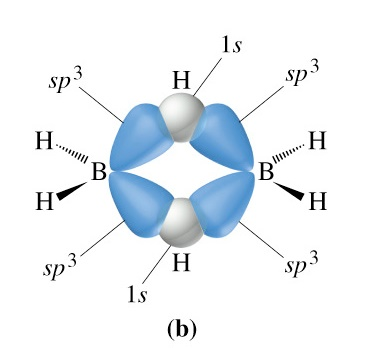 1s
sp³ H sp³
H H
B B
H H
H
sp³ sp³
1s
(b)